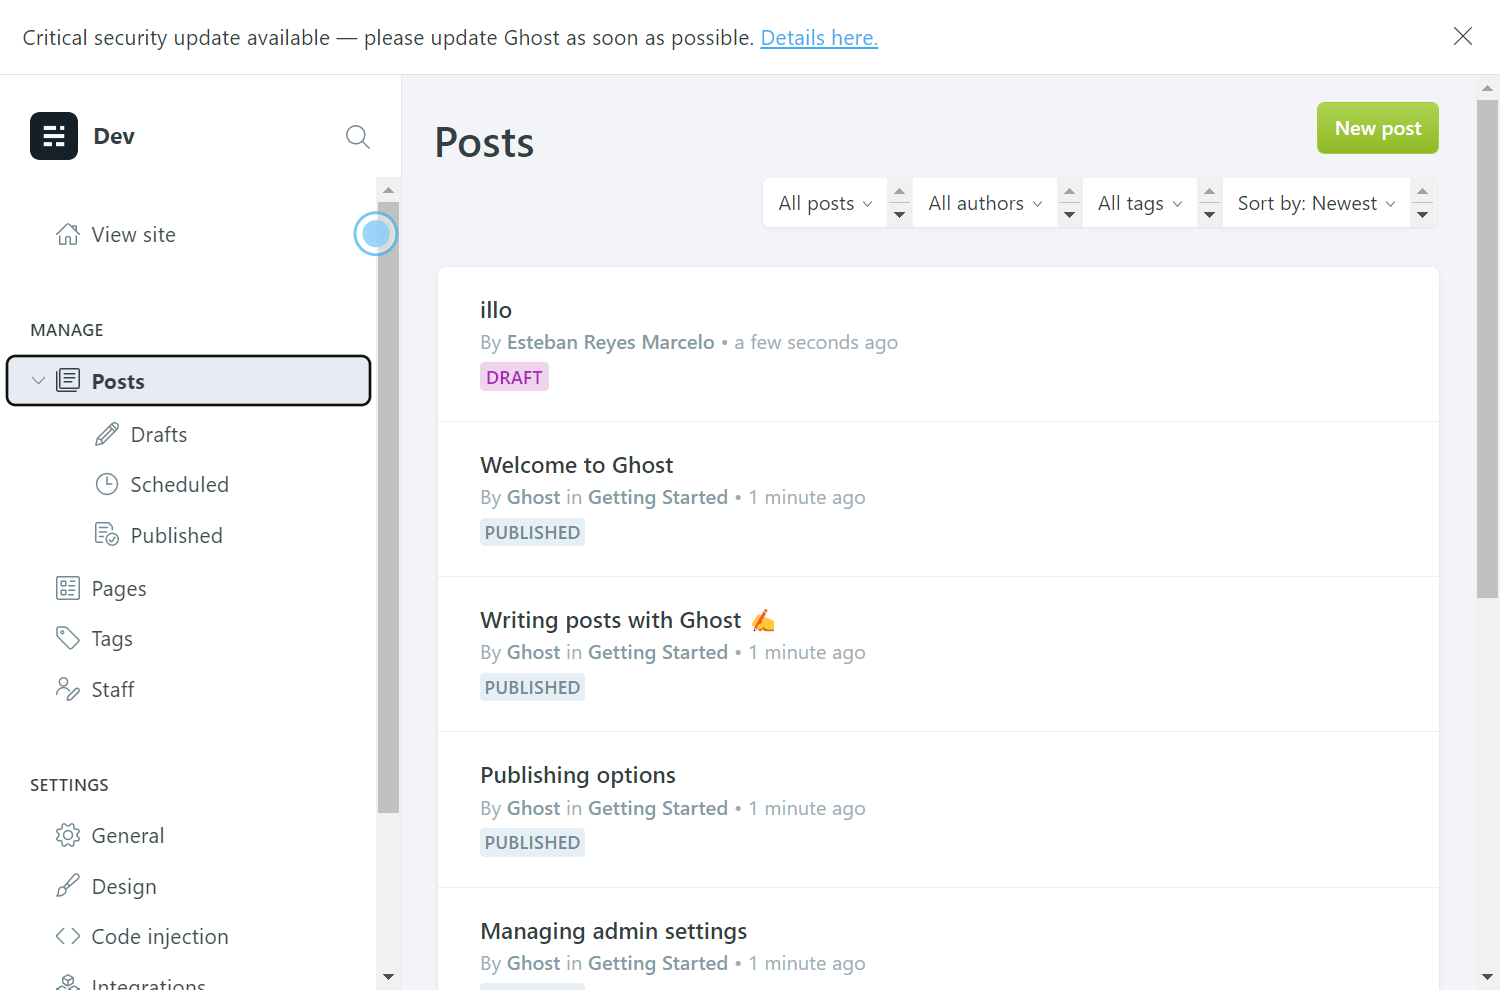 Critical security update available — please update Ghost as soon as possible. Details here.
Dev
View site
MANAGE
Posts
Drafts
Scheduled
Published
Pages
Tags
Staff
SETTINGS
General
Design
Code injection
Integrations
Posts
New post
All posts
All authors
All tags
Sort by: Newest
illo
By Esteban Reyes Marcelo • a few seconds ago
DRAFT
Welcome to Ghost
By Ghost in Getting Started • 1 minute ago
PUBLISHED
Writing posts with Ghost ✍️
By Ghost in Getting Started • 1 minute ago
PUBLISHED
Publishing options
By Ghost in Getting Started • 1 minute ago
PUBLISHED
Managing admin settings
By Ghost in Getting Started • 1 minute ago